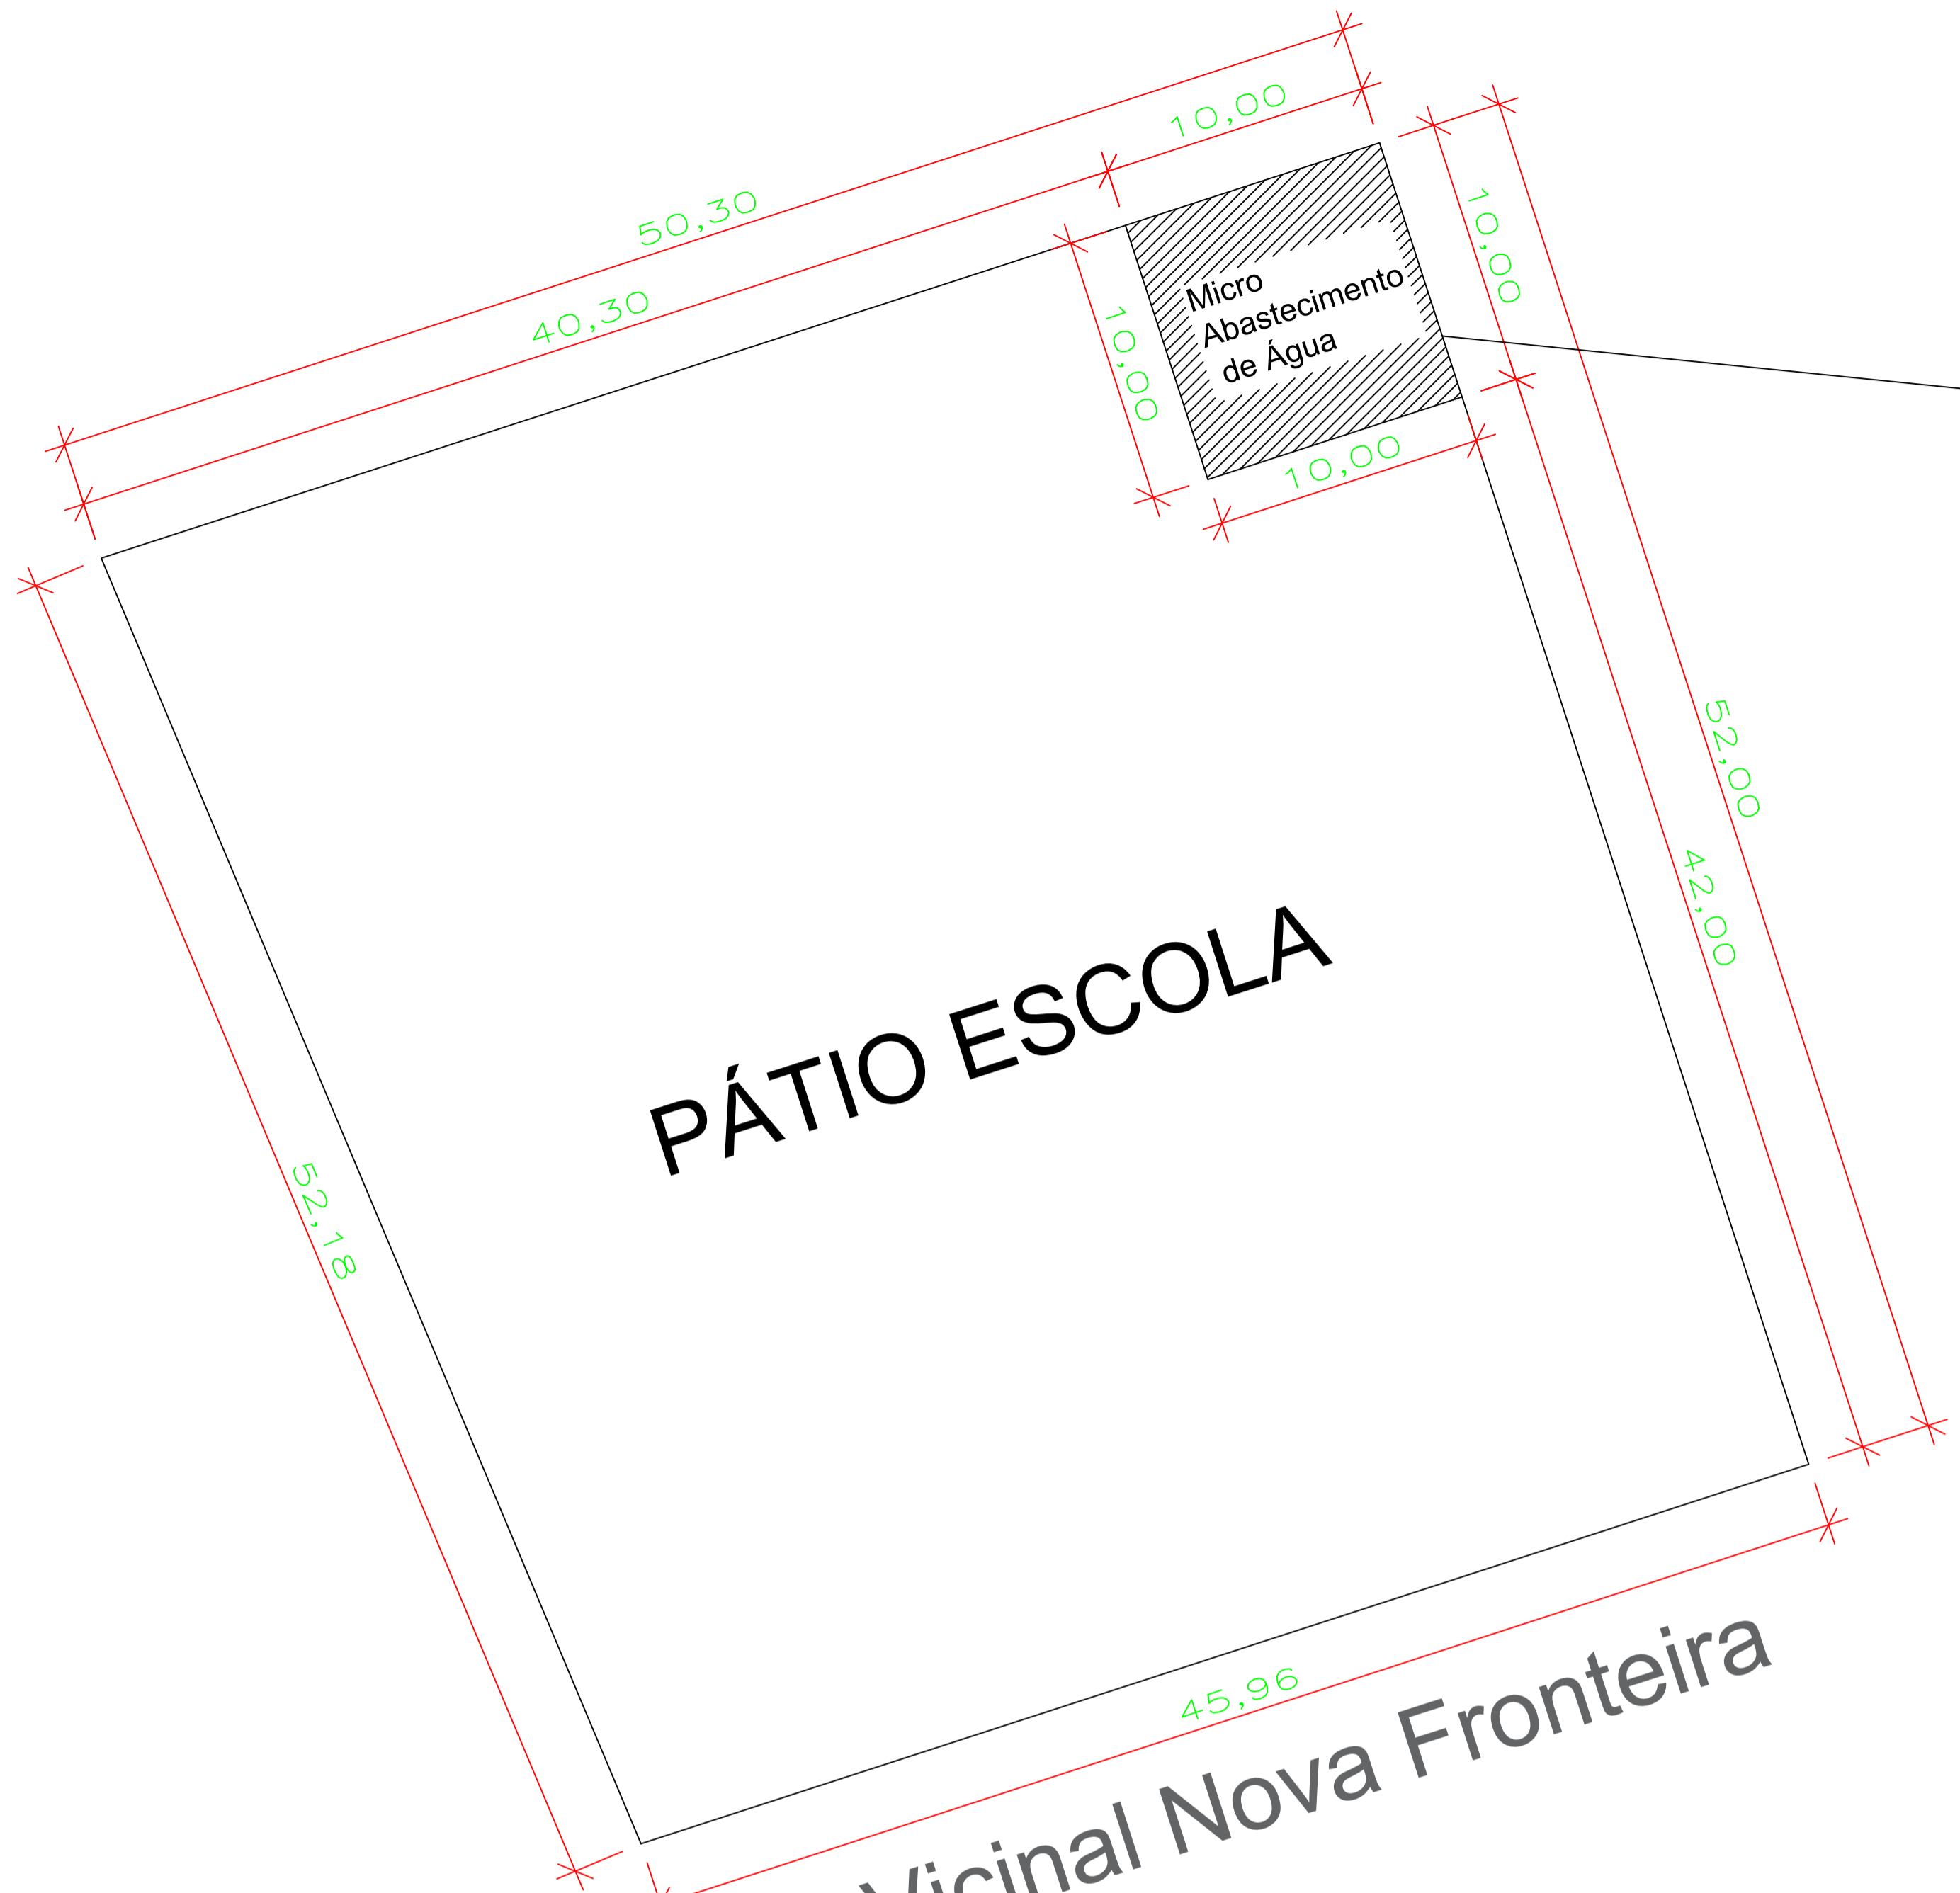 50,30
10,00
40,30
10,00
10,00
Micro
Abastecimento
de Água
10,00
52,00
42,00
PÁTIO ESCOLA
52,18
45,96
Vicinal Nova Fronteira